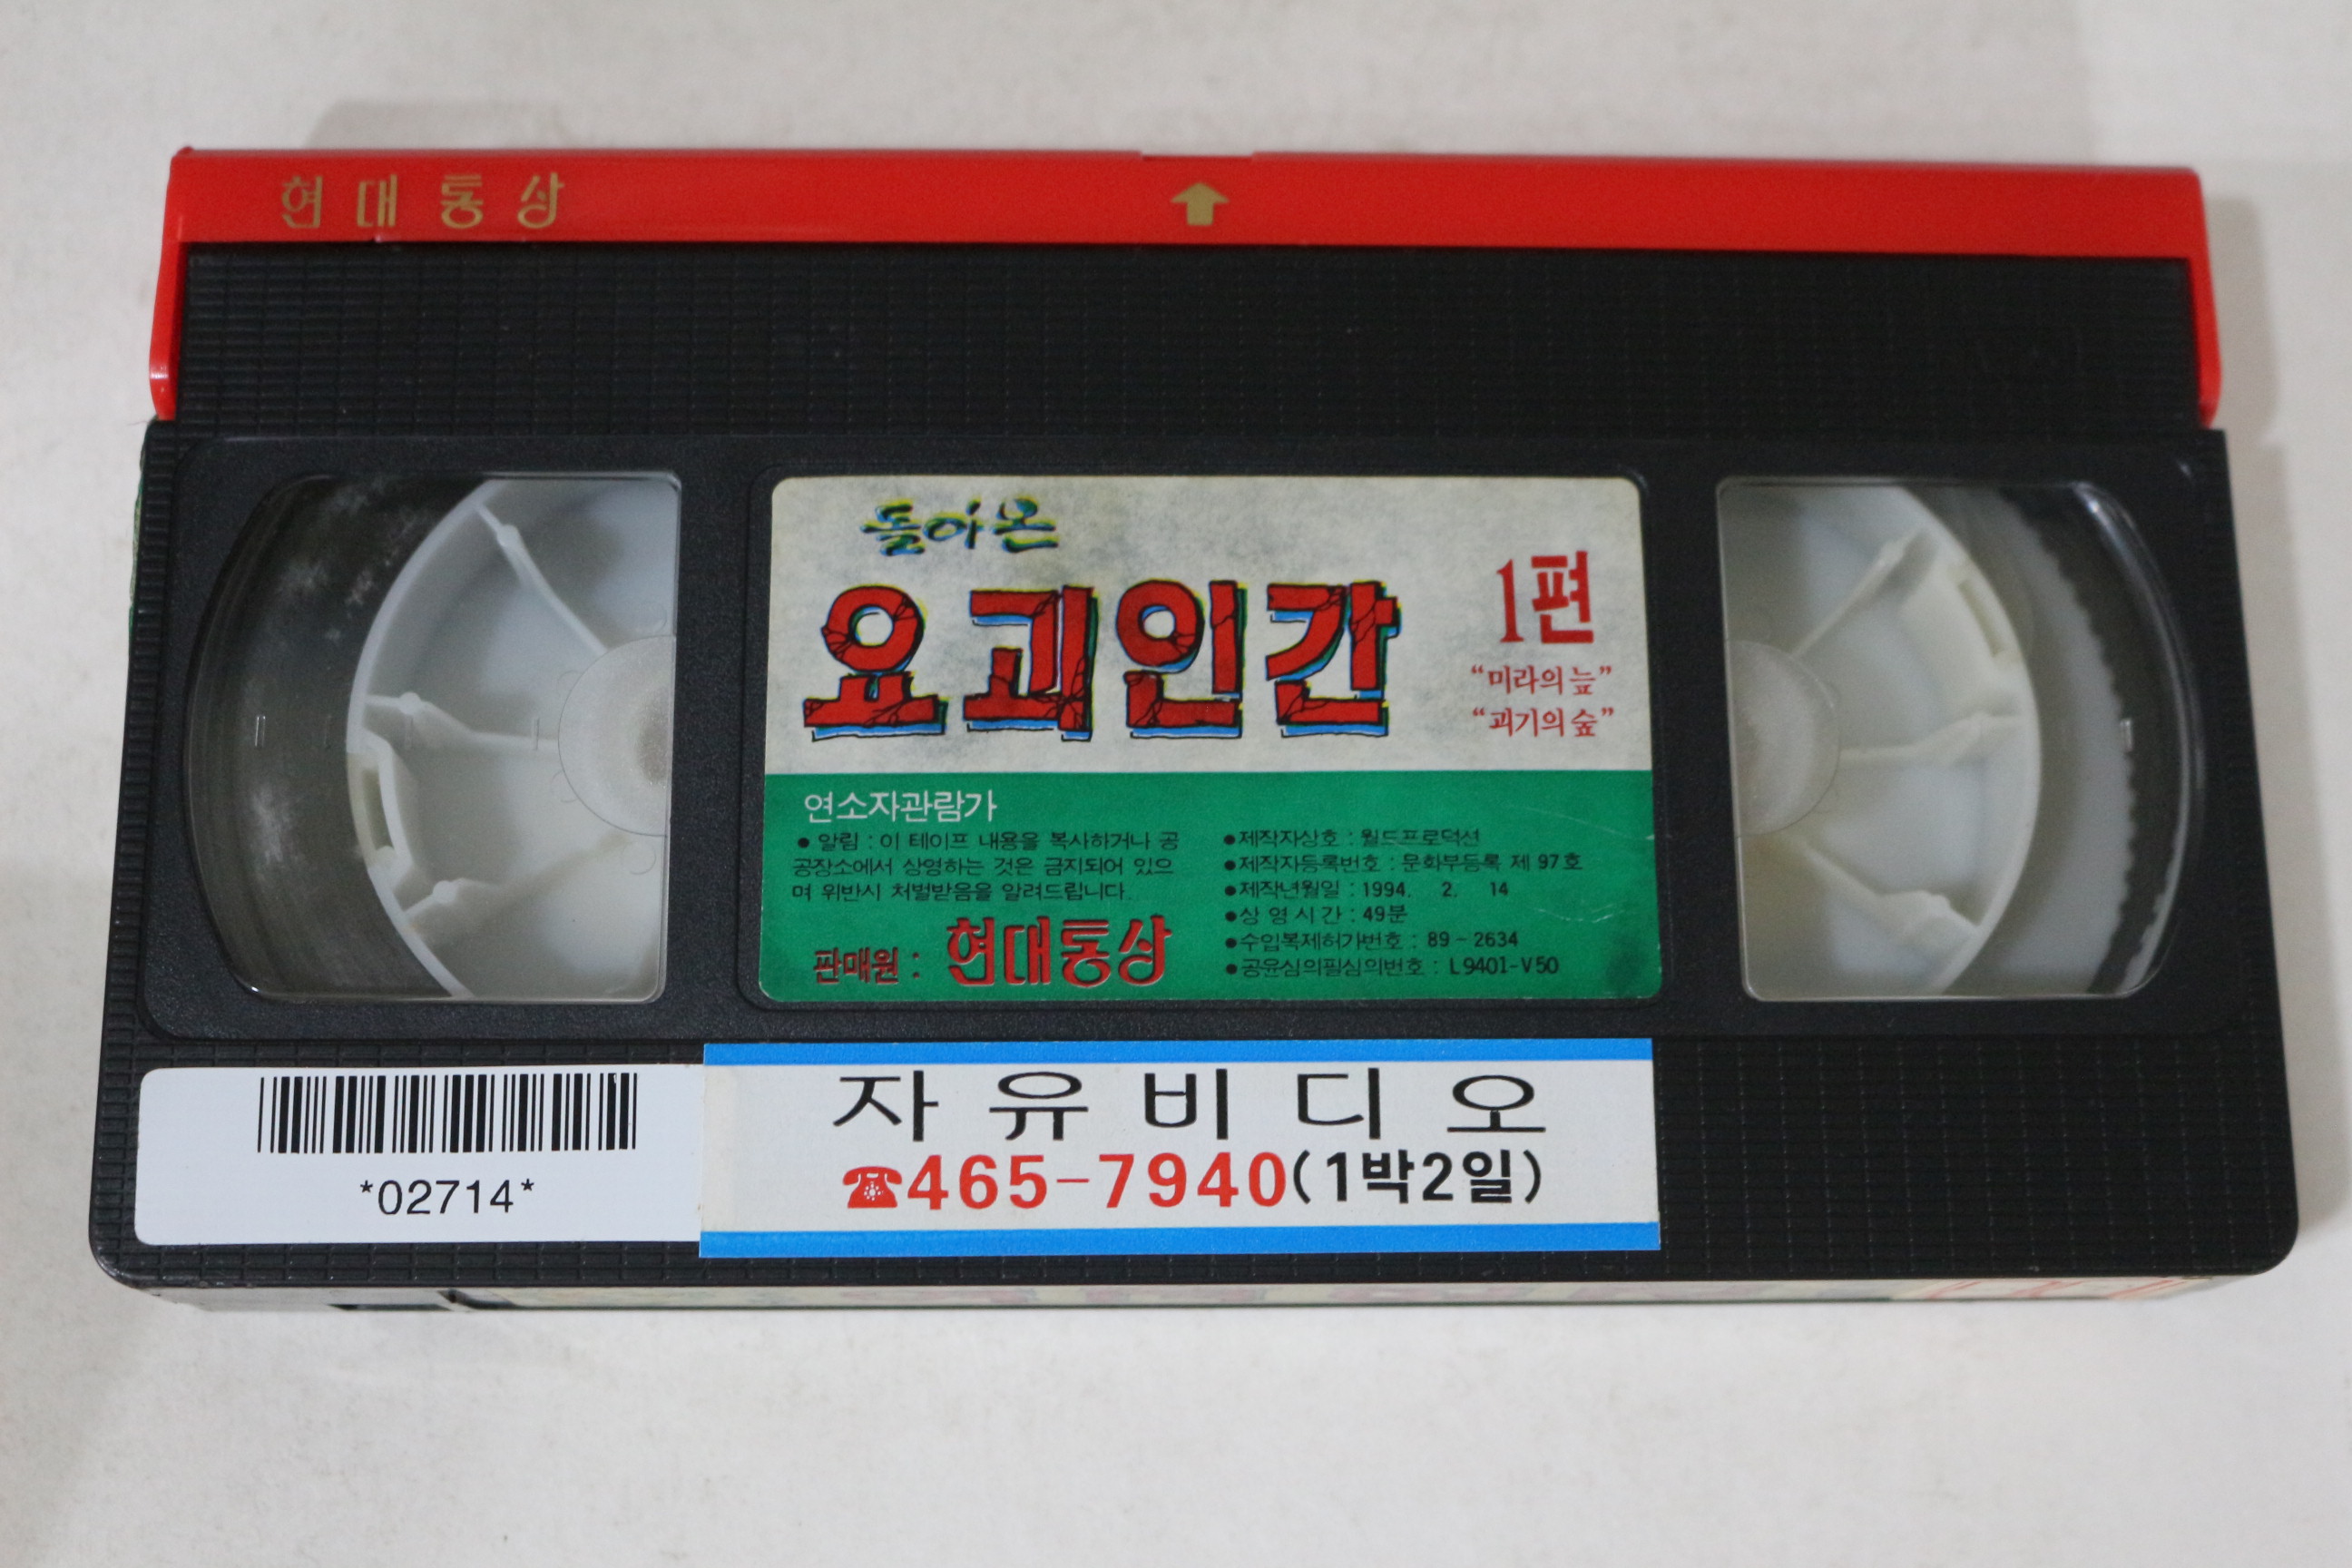 현대통상
돌아온
요괴인간
1편
“미라의 늪”
“괴기의 숲”
연소자관람가
● 알림 : 이 테이프 내용을 복사하거나 공
공장소에서 상영하는 것은 금지되어 있으
며 위반시 처벌받음을 알려드립니다.
판매원 : 현대통상
●제작자상호 : 월드프로덕션
●제작자등록번호 : 문화부등록 제 97호
●제작년월일 : 1994. 2. 14
●상영시간 : 49분
●수입복제허가번호 : 89-2634
●공윤심의필심의번호 : L9401-V50
*02714*
자유비디오
☎465-7940(1박2일)